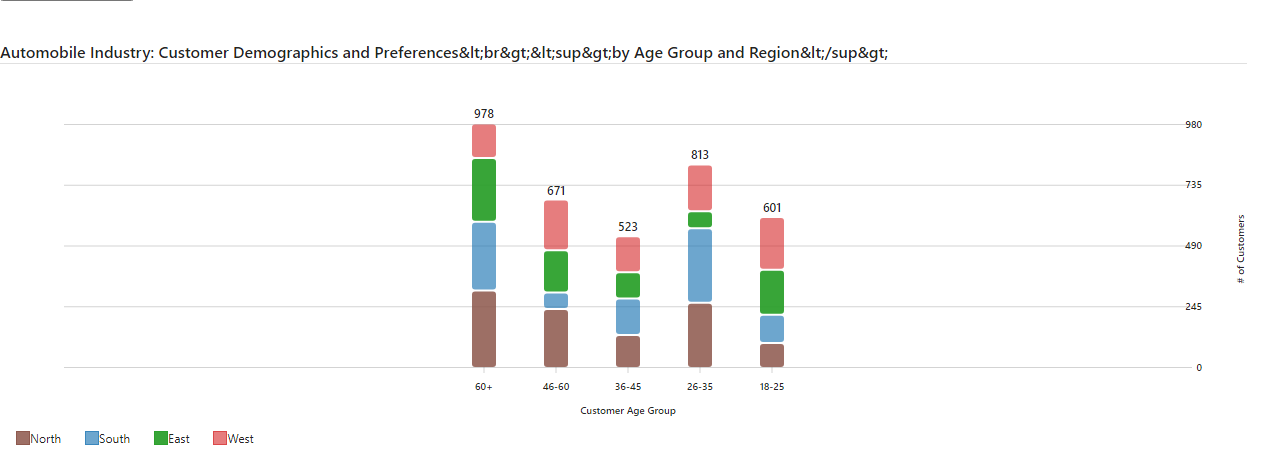 Automobile Industry: Customer Demographics and Preferences&lt;br&gt;&lt;sup&gt;by Age Group and Region&lt;/sup&gt;
978
980
813
735
671
601
523
490
245
0
# of Customers
60+ 46-60 36-45 26-35 18-25
Customer Age Group
North South East West